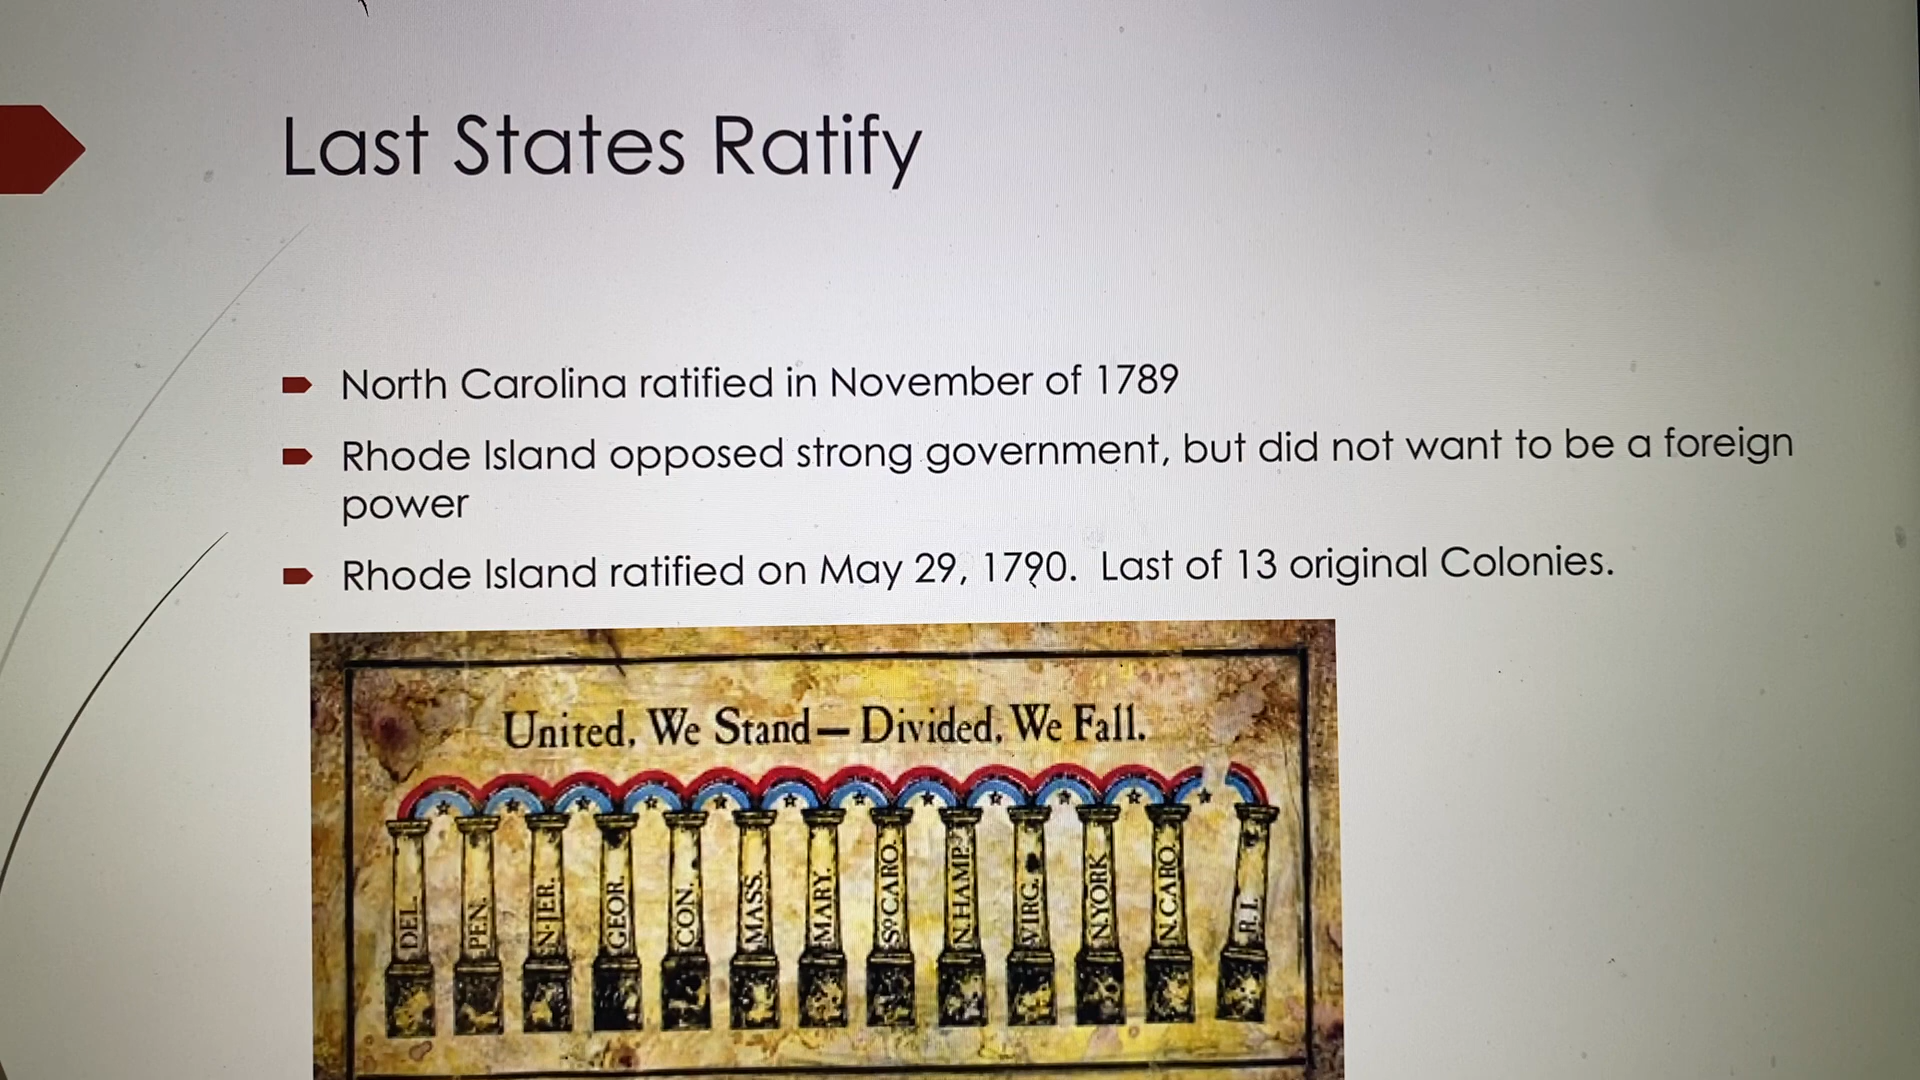 Last States Ratify
North Carolina ratified in November of 1789
Rhode Island opposed strong government, but did not want to be a foreign
power
Rhode Island ratified on May 29, 1790.  Last of 13 original Colonies.
United, We Stand— Divided, We Fall.
DEL.
PEN.
N-JER.
GEOR.
CON.
MASS.
MARY.
SºCARO.
N.HAMP.
VIRG.
N.YORK
N.CARO.
R.I.